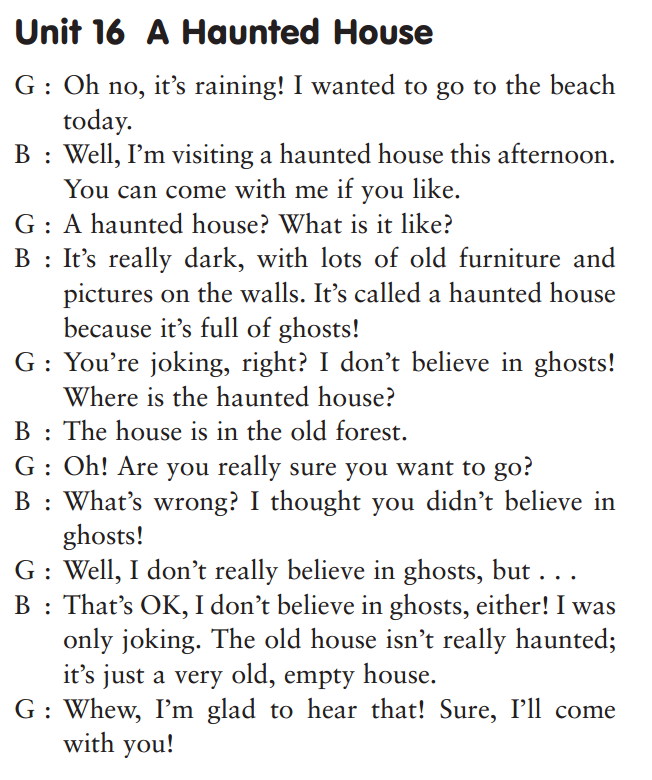 Unit 16 A Haunted House
G : Oh no, it's raining! I wanted to go to the beach
today.
B : Well, I'm visiting a haunted house this afternoon.
You can come with me if you like.
G : A haunted house? What is it like?
B : It's really dark, with lots of old furniture and
pictures on the walls. It's called a haunted house
because it's full of ghosts!
G : You're joking, right? I don't believe in ghosts!
Where is the haunted house?
B : The house is in the old forest.
G : Oh! Are you really sure you want to go?
B : What's wrong? I thought you didn't believe in
ghosts!
G : Well, I don't really believe in ghosts, but . . .
B : That's OK, I don't believe in ghosts, either! I was
only joking. The old house isn't really haunted;
it's just a very old, empty house.
G : Whew, I'm glad to hear that! Sure, I'll come
with you!